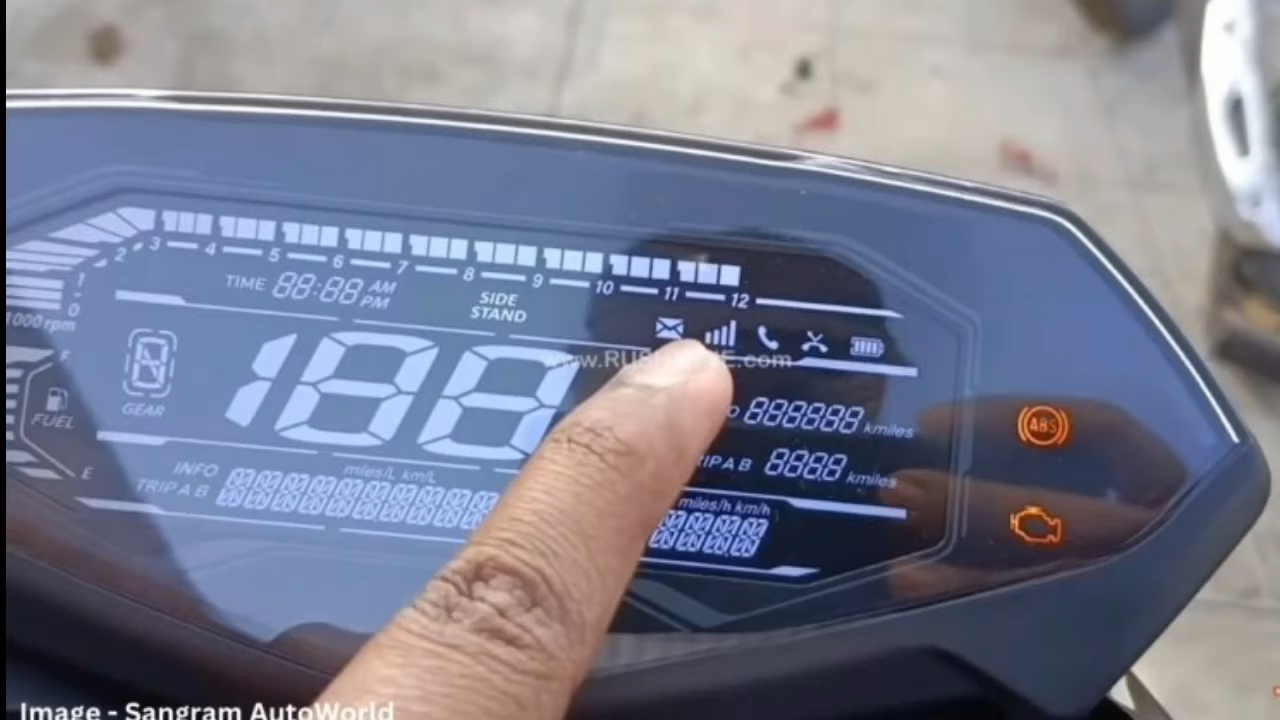 3 4 5 6 7 8 9 10 11 12
2
1
0
1000 rpm
TIME 88:88 AM
PM
SIDE
STAND
F
FUEL
E
GEAR
8
188
888888 kmiles
TRIP A B 8888 kmiles
ABS
INFO
TRIP A B
miles/L km/L
miles/h km/h
Image - Sangram AutoWorld